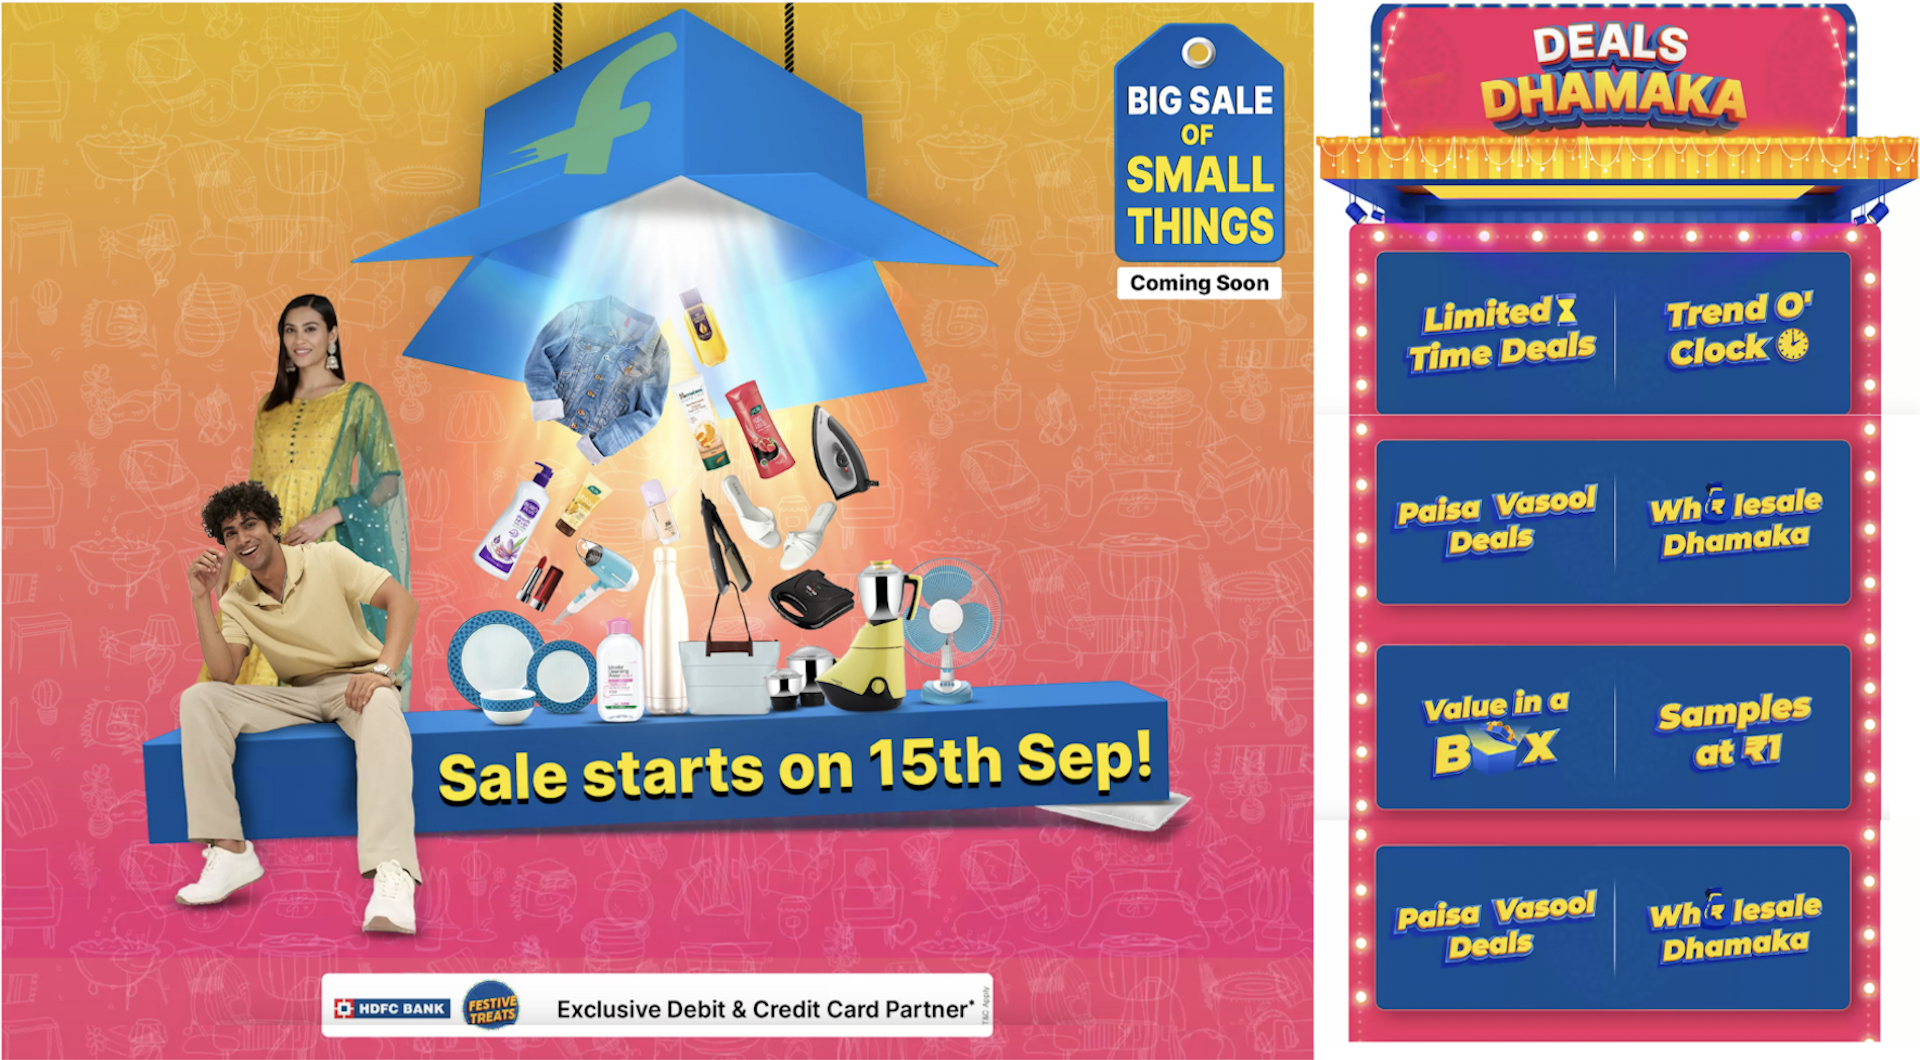 BIG SALE
OF
SMALL
THINGS
Coming Soon
Sale starts on 15th Sep!
HDFC BANK
FESTIVE
TREATS
Exclusive Debit & Credit Card Partner*
T&C Apply
DEALS
DHAMAKA
Limited
Time Deals
Trend O'
Clock
Paisa Vasool
Deals
Wh₹lesale
Dhamaka
Value in a
BOX
Samples
at ₹1
Paisa Vasool
Deals
Wh₹lesale
Dhamaka